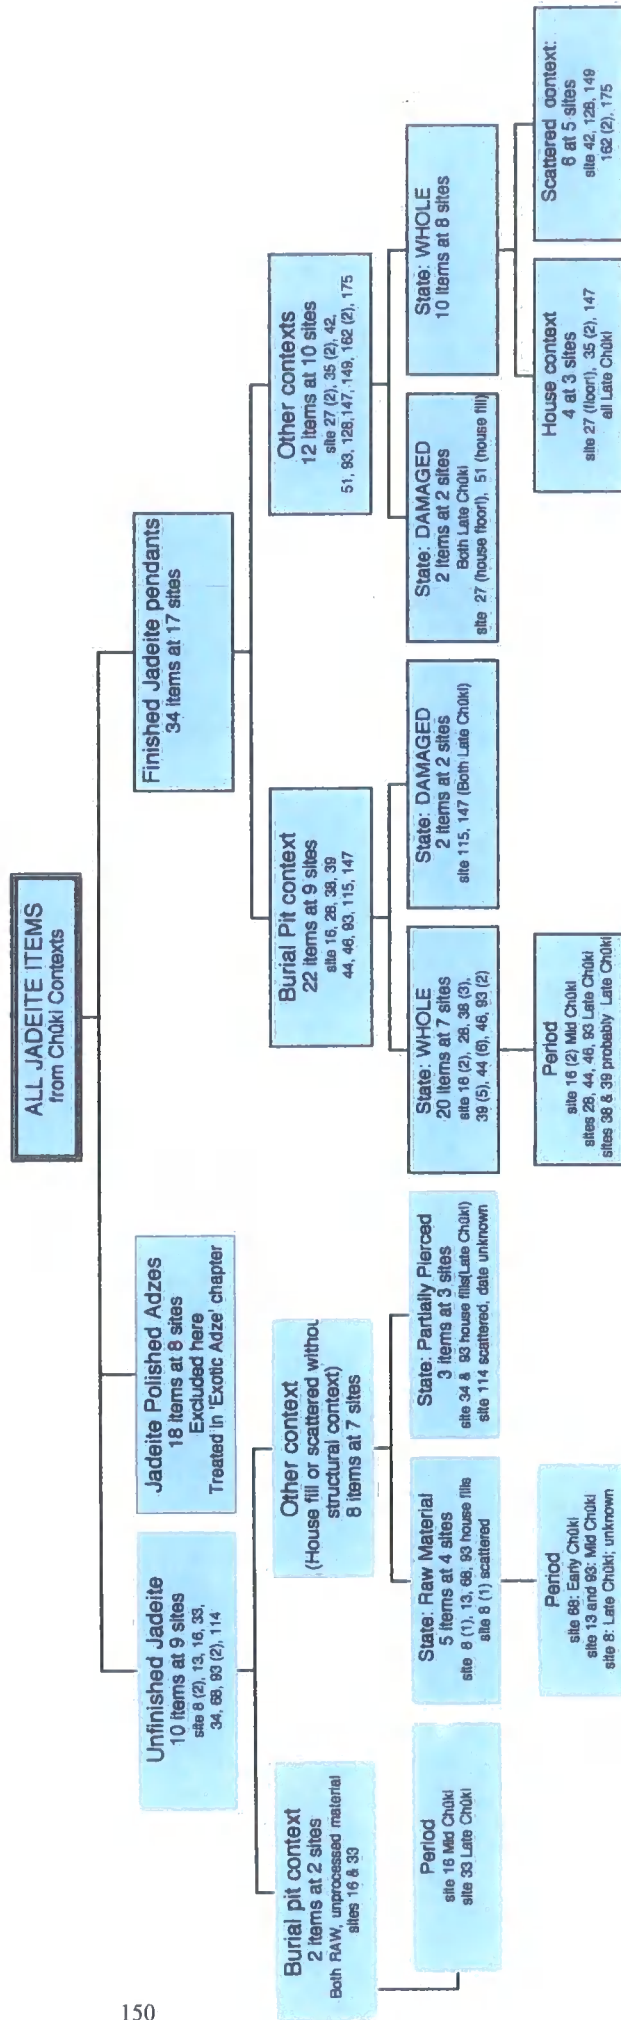 ALL JADEITE ITEMS
from Chûki Contexts
Unfinished Jadeite
10 items at 9 sites
site 8 (2), 13, 16, 33,
34, 68, 93 (2), 114
Jadeite Polished Adzes
18 items at 8 sites
Excluded here
Treated in 'Exotic Adze' chapter
Finished Jadeite pendants
34 items at 17 sites
Burial pit context
2 items at 2 sites
Both RAW, unprocessed material
sites 16 & 33
Other context
(House fill or scattered withou
structural context)
8 items at 7 sites
Burial Pit context
22 items at 9 sites
site 16, 28, 38, 39
44, 46, 93, 115, 147
Other contexts
12 items at 10 sites
site 27 (2), 35 (2), 42,
51, 93, 128,147, 149, 162 (2), 175
Period
site 16 Mid Chûki
site 33 Late Chûki
State: Raw Material
5 items at 4 sites
site 8 (1), 13, 68, 93 house fills
site 8 (1) scattered
State: Partially Pierced
3 items at 3 sites
site 34 & 93 house fills(Late Chûki)
site 114 scattered, date unknown
State: WHOLE
20 items at 7 sites
site 16 (2), 28, 38 (3),
39 (5), 44 (6), 46, 93 (2)
State: DAMAGED
2 items at 2 sites
site 115, 147 (Both Late Chûki)
State: DAMAGED
2 items at 2 sites
Both Late Chûki
site 27 (house floor!), 51 (house fill)
State: WHOLE
10 items at 8 sites
Period
site 68: Early Chûki
site 13 and 93: Mid Chûki
site 8: Late Chûki; unknown
Period
site 16 (2) Mid Chûki
sites 28, 44, 46, 93 Late Chûki
sites 38 & 39 probably Late Chûki
House context
4 at 3 sites
site 27 (floor!), 35 (2), 147
all Late Chûki
Scattered context:
6 at 5 sites
site 42, 128, 149
162 (2), 175
150